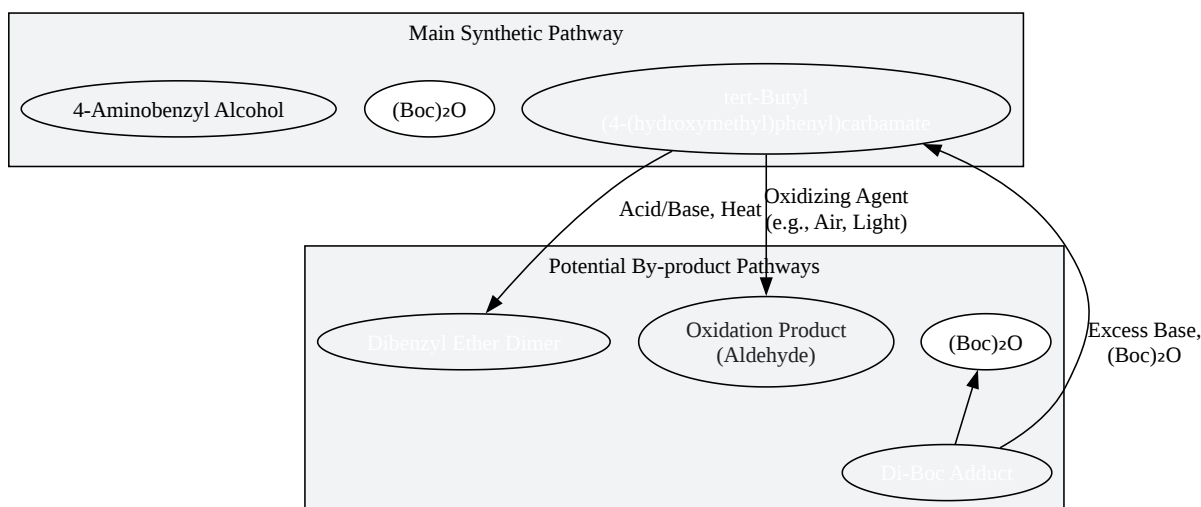 Main Synthetic Pathway
4-Aminobenzyl Alcohol
(Boc)₂O
tert-Butyl
(4-(hydroxymethyl)phenyl)carbamate
Acid/Base, Heat
Oxidizing Agent
(e.g., Air, Light)
Potential By-product Pathways
Dibenzyl Ether Dimer
Oxidation Product
(Aldehyde)
(Boc)₂O
Excess Base,
(Boc)₂O
Di-Boc Adduct